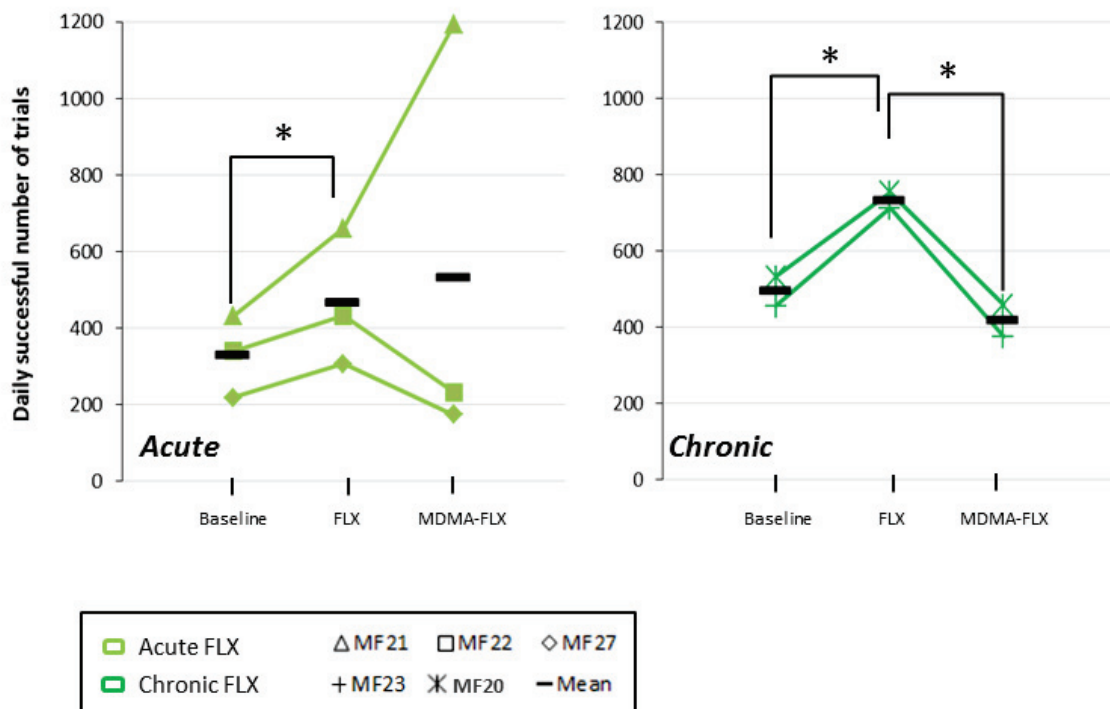 Daily successful number of trials
1200
1000
800
600
400
200
0
*
Acute
Baseline FLX MDMA-FLX
1200
1000
800
600
400
200
0
* *
Chronic
Baseline FLX MDMA-FLX
Acute FLX MF21 MF22 MF27
Chronic FLX MF23 MF20 Mean